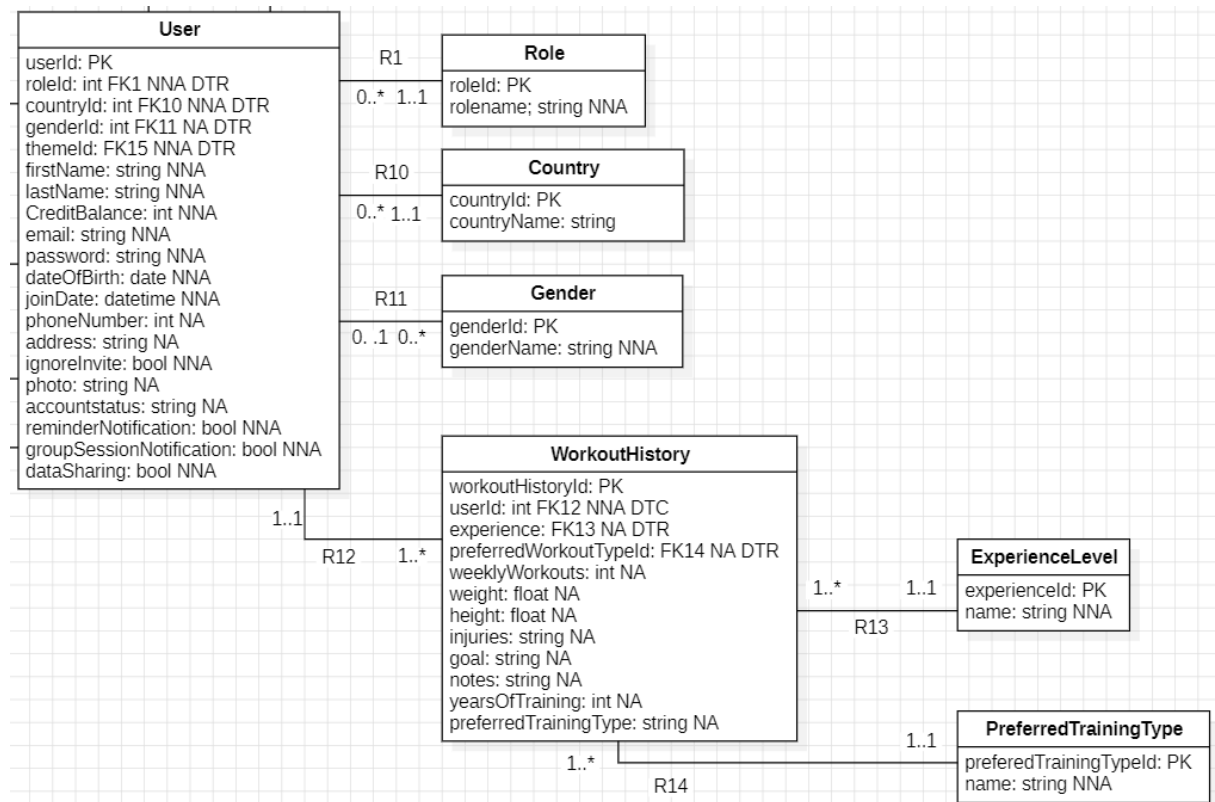 User
userId: PK
roleId: int FK1 NNA DTR
countryId: int FK10 NNA DTR
genderId: int FK11 NA DTR
themeId: FK15 NNA DTR
firstName: string NNA
lastName: string NNA
CreditBalance: int NNA
email: string NNA
password: string NNA
dateOfBirth: date NNA
joinDate: datetime NNA
phoneNumber: int NA
address: string NA
ignoreInvite: bool NNA
photo: string NA
accountstatus: string NA
reminderNotification: bool NNA
groupSessionNotification: bool NNA
dataSharing: bool NNA
R1
0..* 1..1
Role
roleId: PK
rolename; string NNA
R10
0..* 1..1
Country
countryId: PK
countryName: string
R11
0. .1 0..*
Gender
genderId: PK
genderName: string NNA
1..1
R12
1..*
WorkoutHistory
workoutHistoryId: PK
userId: int FK12 NNA DTC
experience: FK13 NA DTR
preferredWorkoutTypeId: FK14 NA DTR
weeklyWorkouts: int NA
weight: float NA
height: float NA
injuries: string NA
goal: string NA
notes: string NA
yearsOfTraining: int NA
preferredTrainingType: string NA
1..*
1..1
R13
ExperienceLevel
experienceId: PK
name: string NNA
1..*
R14
1..1
PreferredTrainingType
preferedTrainingTypeId: PK
name: string NNA